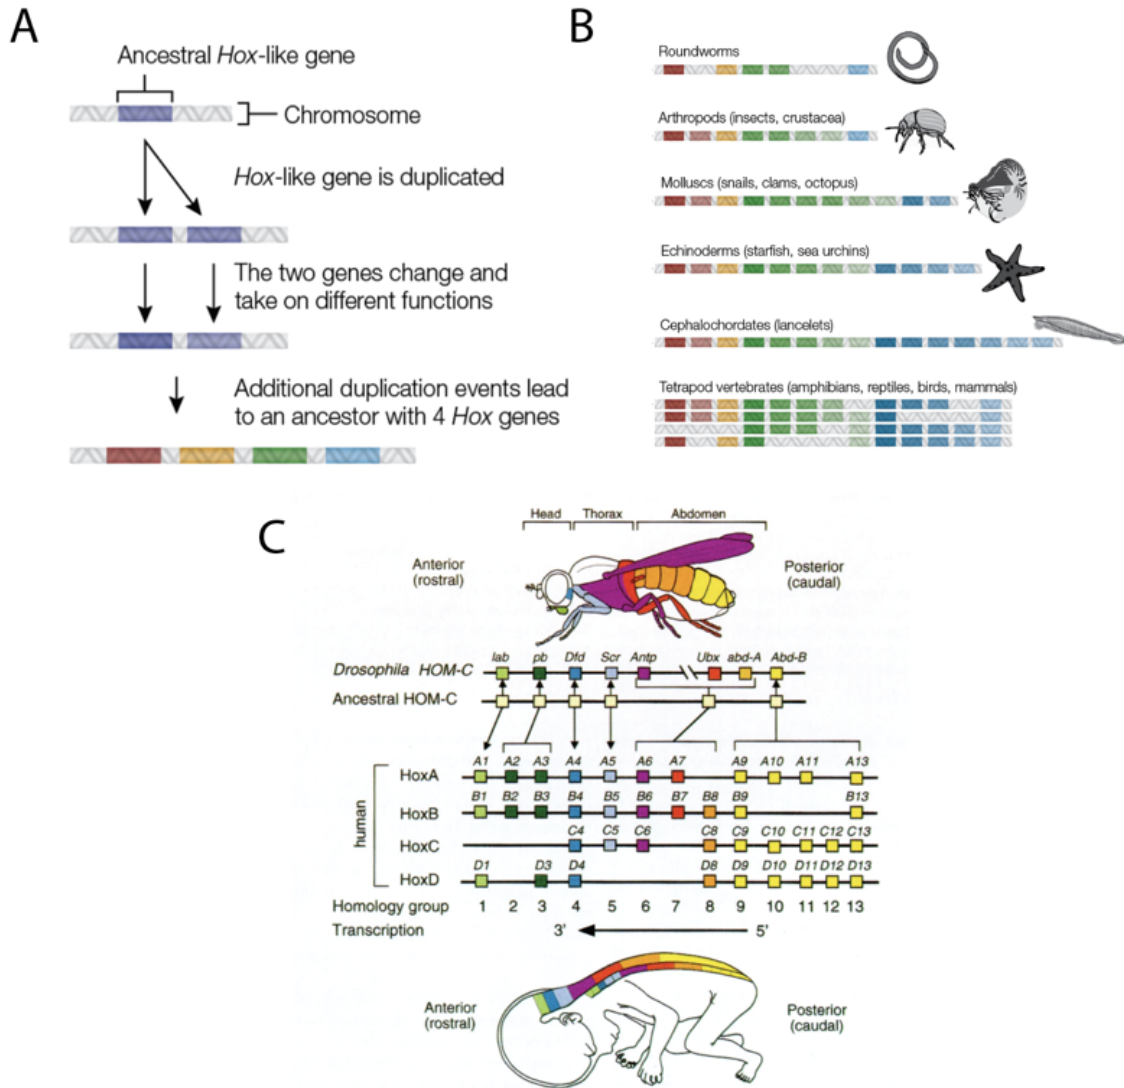 A
Ancestral Hox-like gene
Chromosome
Hox-like gene is duplicated
The two genes change and
take on different functions
Additional duplication events lead
to an ancestor with 4 Hox genes
B
Roundworms
Arthropods (insects, crustacea)
Molluscs (snails, clams, octopus)
Echinoderms (starfish, sea urchins)
Cephalochordates (lancelets)
Tetrapod vertebrates (amphibians, reptiles, birds, mammals)
C
Head Thorax Abdomen
Anterior
(rostral)
Posterior
(caudal)
lab pb Dfd Scr Antp Ubx abd-A Abd-B
Drosophila HOM-C
Ancestral HOM-C
human
A1 A2 A3 A4 A5 A6 A7 A9 A10 A11 A13
HoxA
B1 B2 B3 B4 B5 B6 B7 B8 B9 B13
HoxB
C4 C5 C6 C8 C9 C10 C11 C12 C13
HoxC
D1 D3 D4 D8 D9 D10 D11 D12 D13
HoxD
Homology group 1 2 3 4 5 6 7 8 9 10 11 12 13
Transcription 3' 5'
Anterior
(rostral)
Posterior
(caudal)